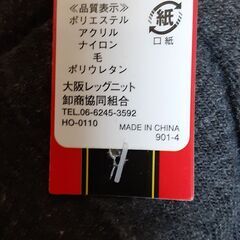 ≪品質表示≫
ポリエステル
アクリル
ナイロン
毛
ポリウレタン
大阪レッグニット
卸商協同組合
TEL.06-6245-3592
HO-0110
MADE IN CHINA
901-4
紙
口紙